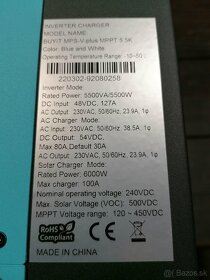 INVERTER CHARGER
MODEL NAME
MPS-V plus MPPT 5.5K
Color: Blue and White
Operating Temperature Range: -10~50
220302-92080258
Inverter Mode
Rated Power: 5500VA/5500W
DC Input: 48VDC, 127A
AC Output: 230VAC, 50/60HZ, 23.9A, 1φ
AC Charger Mode:
AC Input: 230VAC, 50/60HZ, 38.5A, 1φ
DC Output: 54VDC,
Max 80A, Default 30A
AC Output: 230VAC, 50/60HZ, 23.9A, 1φ
Solar Charger Mode:
Rated Power: 6000W
Max charger: 100A
Nominal operating voltage: 240VDC
Max. Solar Voltage (VOC): 500VDC
MPPT Voltage range: 120 ~ 450VDC
RoHS
Compliant
MADE IN CHINA
bazos.sk